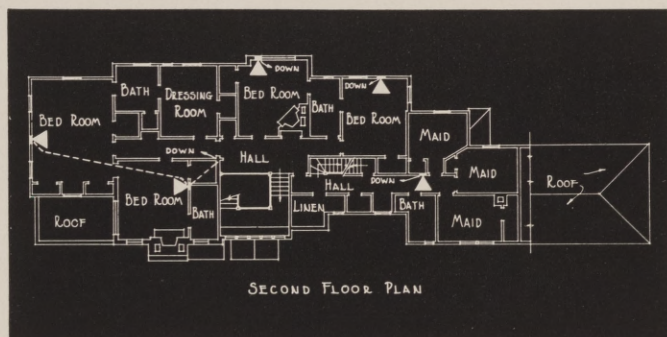 DOWN
DOWN
BATH
DRESSING
ROOM
BED ROOM
BATH
BED ROOM
BED ROOM
MAID
DOWN
HALL
MAID
ROOF
HALL
DOWN
BED ROOM
BATH
LINEN
BATH
MAID
ROOF
SECOND FLOOR PLAN